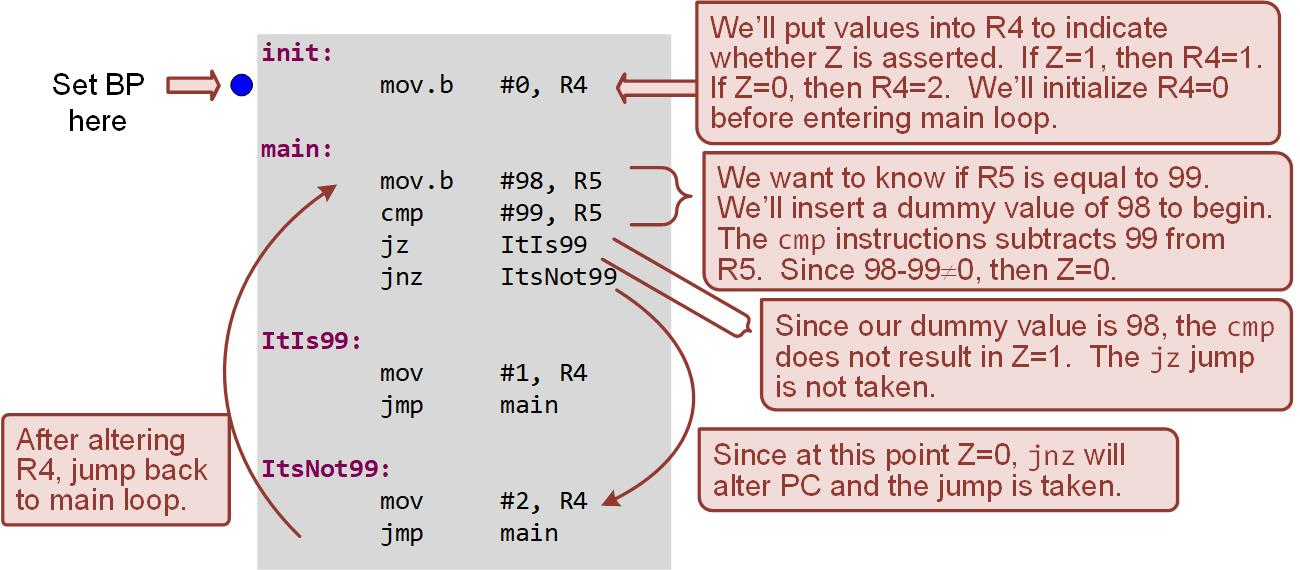 Set BP
here
init:
mov.b #0, R4
main:
mov.b #98, R5
cmp #99, R5
jz ItIs99
jnz ItsNot99
ItIs99:
mov #1, R4
jmp main
ItsNot99:
mov #2, R4
jmp main
We'll put values into R4 to indicate
whether Z is asserted.  If Z=1, then R4=1.
If Z=0, then R4=2.  We'll initialize R4=0
before entering main loop.
We want to know if R5 is equal to 99.
We'll insert a dummy value of 98 to begin.
The cmp instructions subtracts 99 from
R5.  Since 98-99≠0, then Z=0.
Since our dummy value is 98, the cmp
does not result in Z=1.  The jz jump
is not taken.
Since at this point Z=0, jnz will
alter PC and the jump is taken.
After altering
R4, jump back
to main loop.